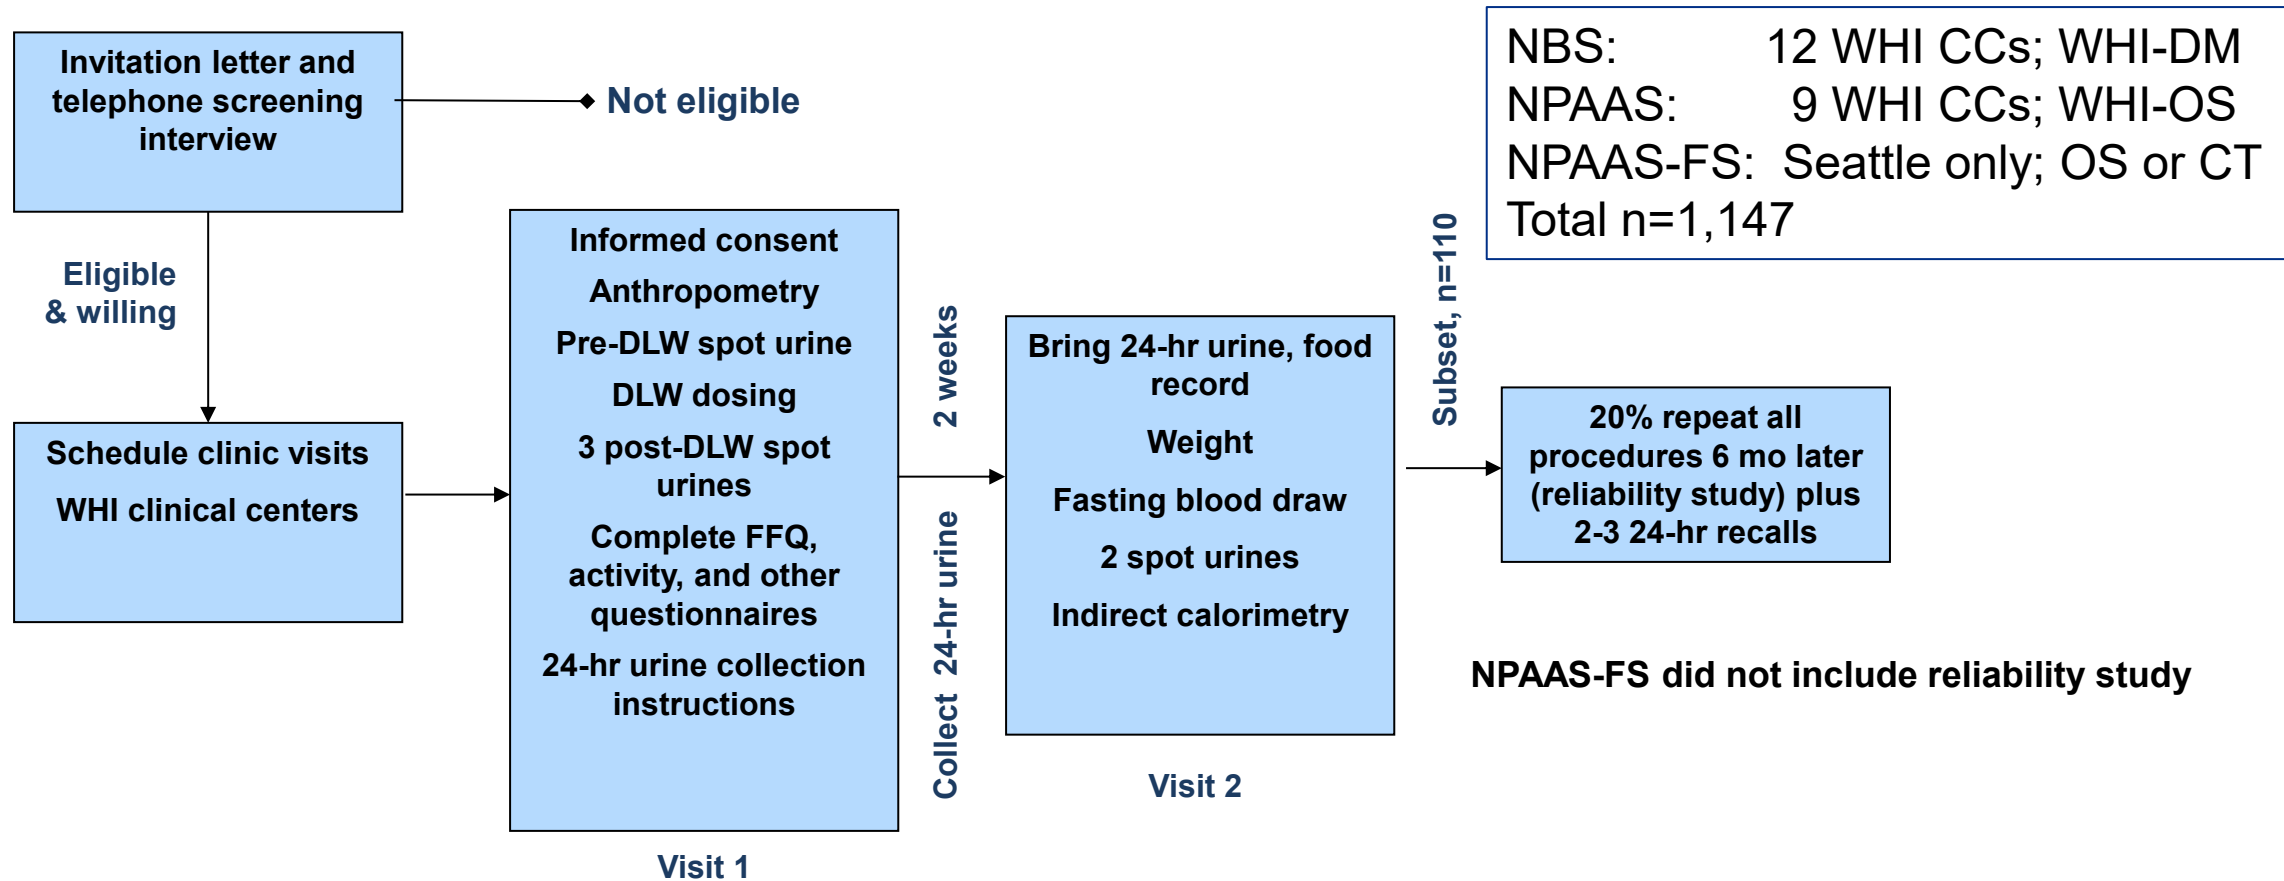 Invitation letter and
telephone screening
interview
Not eligible
Eligible
& willing
Schedule clinic visits
WHI clinical centers
Informed consent
Anthropometry
Pre-DLW spot urine
DLW dosing
3 post-DLW spot
urines
Complete FFQ,
activity, and other
questionnaires
24-hr urine collection
instructions
Visit 1
2 weeks
Collect 24-hr urine
Bring 24-hr urine, food
record
Weight
Fasting blood draw
2 spot urines
Indirect calorimetry
Visit 2
Subset, n=110
20% repeat all
procedures 6 mo later
(reliability study) plus
2-3 24-hr recalls
NBS: 12 WHI CCs; WHI-DM
NPAAS: 9 WHI CCs; WHI-OS
NPAAS-FS: Seattle only; OS or CT
Total n=1,147
NPAAS-FS did not include reliability study